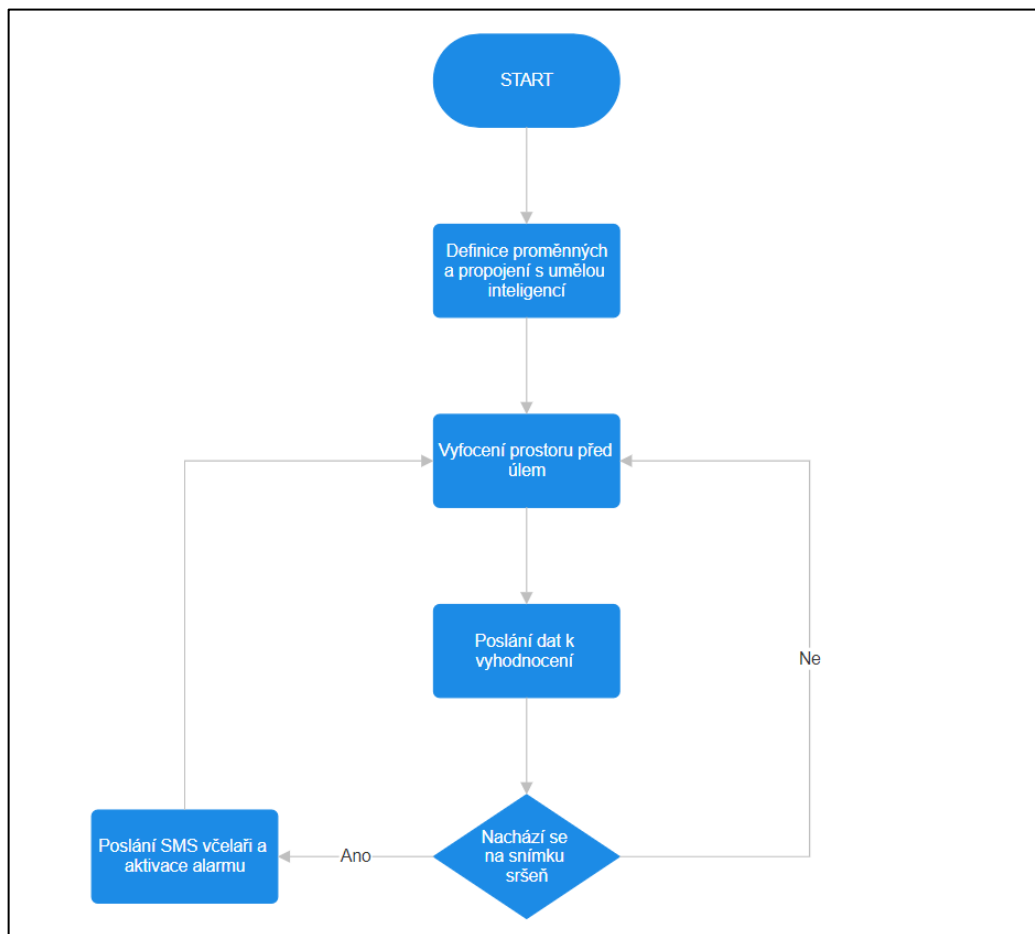 START
Definice proměnných
a propojení s umělou
inteligencí
Vyfocení prostoru před
úlem
Poslání dat k
vyhodnocení
Ne
Nachází se
na snímku
sršeň
Ano
Poslání SMS včelaři a
aktivace alarmu